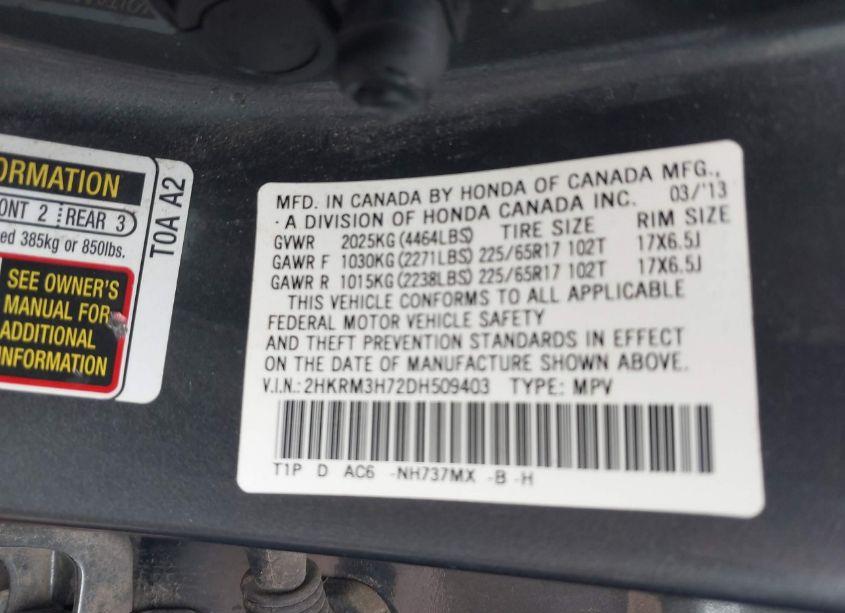 ORMATION
ONT 2 REAR 3
ed 385kg or 850lbs.
SEE OWNER'S
MANUAL FOR
ADDITIONAL
INFORMATION
T0A A2
MFD. IN CANADA BY HONDA OF CANADA MFG.,
A DIVISION OF HONDA CANADA INC. 03/'13
GVWR 2025KG (4464LBS) TIRE SIZE RIM SIZE
GAWR F 1030KG (2271LBS) 225/65R17 102T 17X6.5J
GAWR R 1015KG (2238LBS) 225/65R17 102T 17X6.5J
THIS VEHICLE CONFORMS TO ALL APPLICABLE
FEDERAL MOTOR VEHICLE SAFETY
AND THEFT PREVENTION STANDARDS IN EFFECT
ON THE DATE OF MANUFACTURE SHOWN ABOVE.
V.I.N.: 2HKRM3H72DH509403 TYPE: MPV
T1P D AC6 -NH737MX -B -H